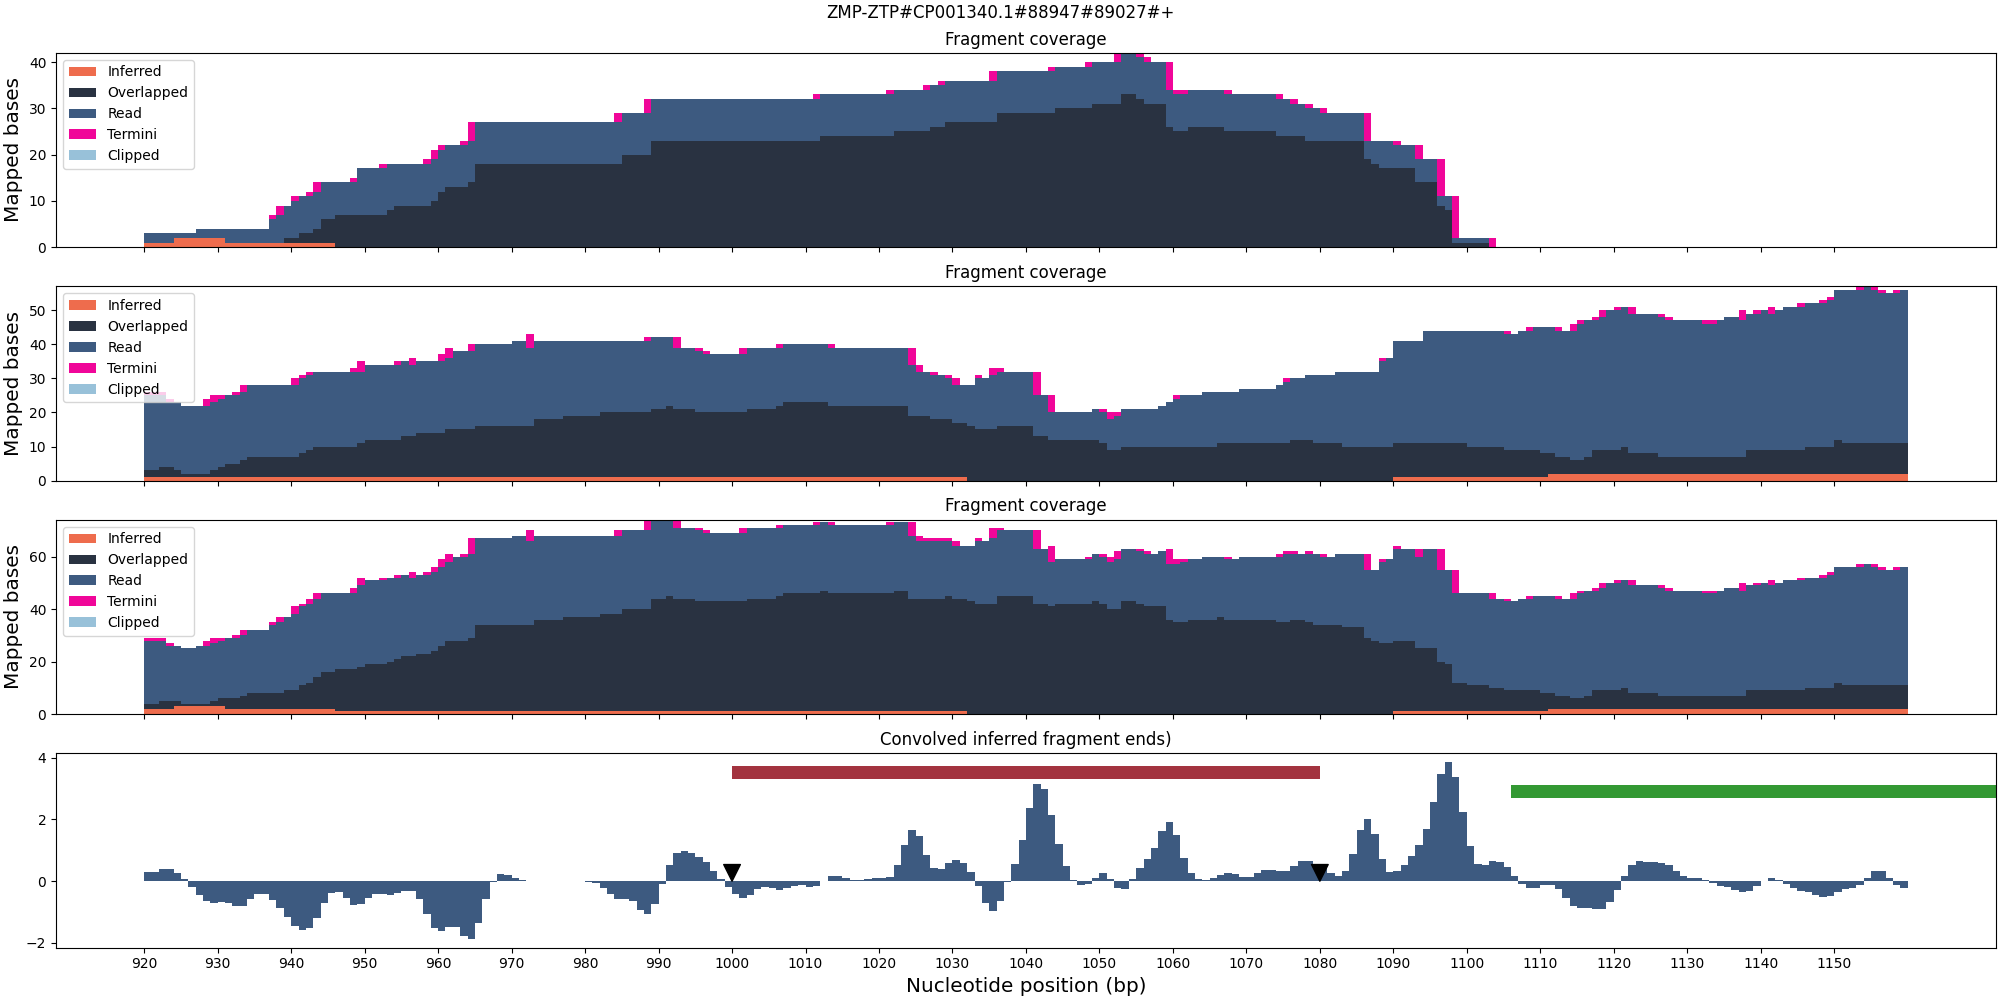 ZMP-ZTP#CP001340.1#88947#89027#+
Fragment coverage
Mapped bases
40
30
20
10
0
Inferred
Overlapped
Read
Termini
Clipped
Fragment coverage
Mapped bases
50
40
30
20
10
0
Inferred
Overlapped
Read
Termini
Clipped
Fragment coverage
Mapped bases
60
40
20
0
Inferred
Overlapped
Read
Termini
Clipped
Convolved inferred fragment ends)
4
2
0
−2
920 930 940 950 960 970 980 990 1000 1010 1020 1030 1040 1050 1060 1070 1080 1090 1100 1110 1120 1130 1140 1150
Nucleotide position (bp)